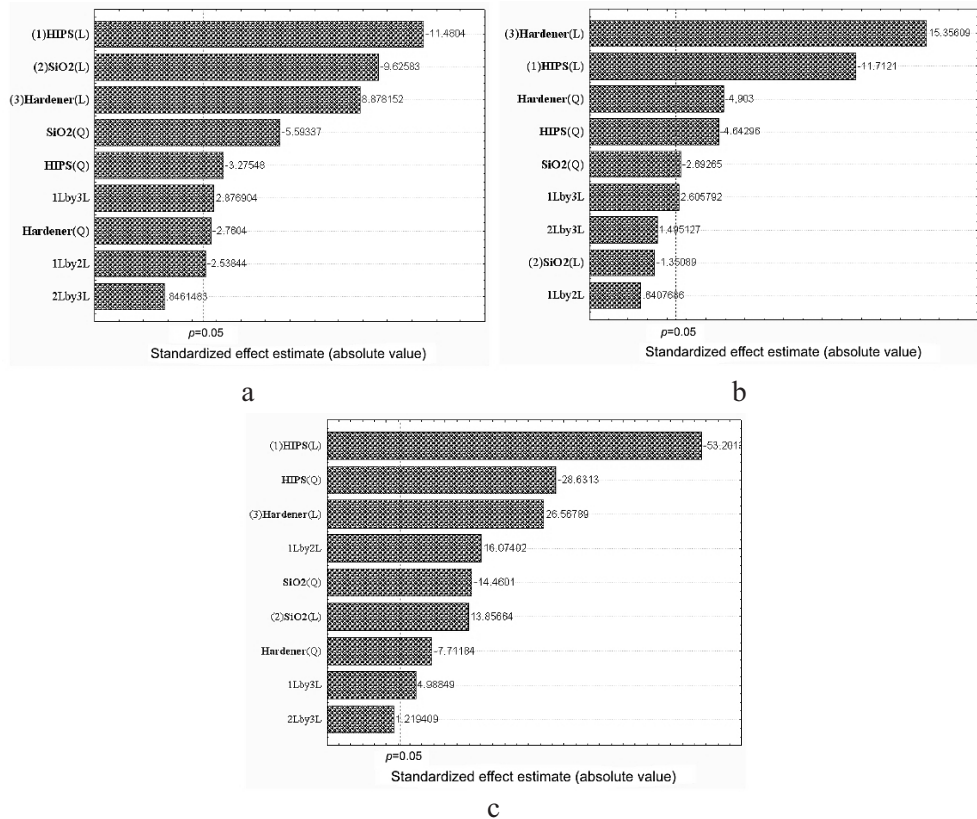 (1)HIPS(L) -11.4804
(2)SiO2(L) -9.62583
(3)Hardener(L) 8.878152
SiO2(Q) -5.59337
HIPS(Q) -3.27548
1Lby3L 2.876904
Hardener(Q) -2.7604
1Lby2L -2.53844
2Lby3L .8461483
p=0.05
Standardized effect estimate (absolute value)
a
(3)Hardener(L) 15.35609
(1)HIPS(L) -11.7121
Hardener(Q) -4,903
HIPS(Q) -4.64296
SiO2(Q) -2.69265
1Lby3L 2.605792
2Lby3L 1.495127
(2)SiO2(L) -1.35089
1Lby2L .6407686
p=0.05
Standardized effect estimate (absolute value)
b
(1)HIPS(L)
HIPS(Q) -28.6313
(3)Hardener(L) 26.56789
1Lby2L 16.07402
SiO2(Q) -14.4601
(2)SiO2(L) 13.85664
Hardener(Q) -7.71184
1Lby3L 4.98849
2Lby3L 1.219409
p=0.05
Standardized effect estimate (absolute value)
c